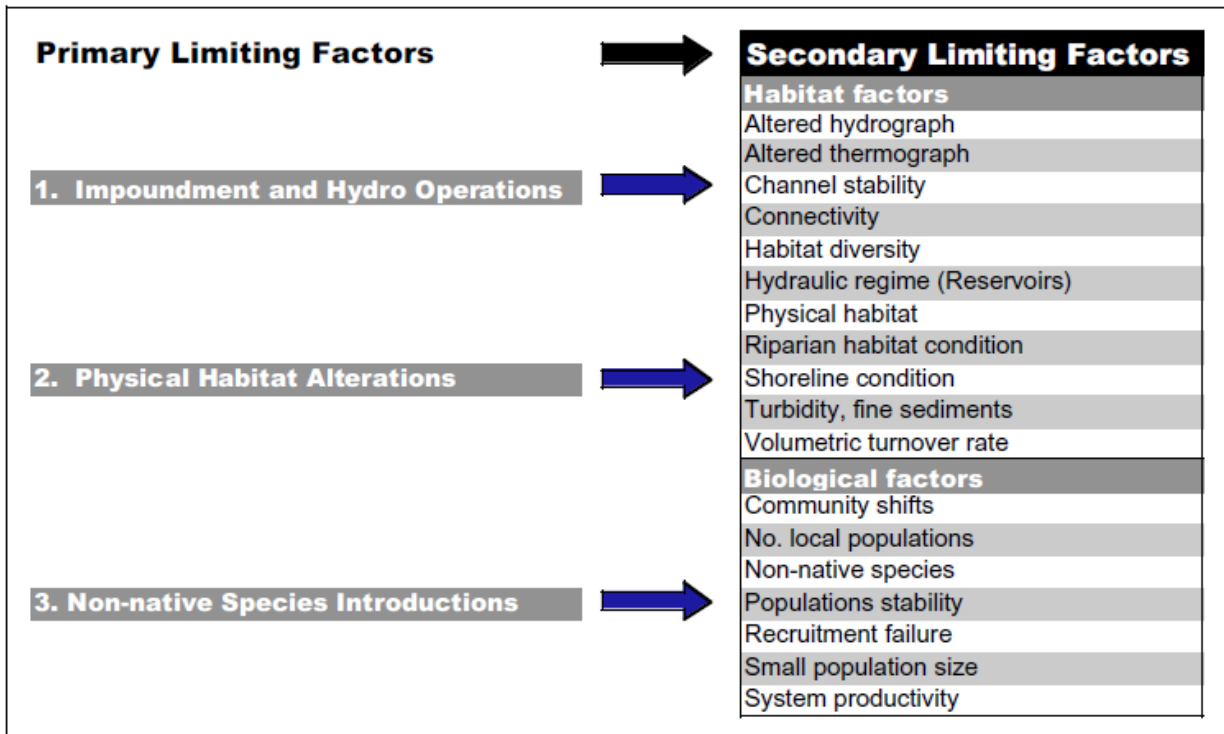 Primary Limiting Factors
Secondary Limiting Factors
Habitat factors
Altered hydrograph
Altered thermograph
1. Impoundment and Hydro Operations
Channel stability
Connectivity
Habitat diversity
Hydraulic regime (Reservoirs)
Physical habitat
Riparian habitat condition
2. Physical Habitat Alterations
Shoreline condition
Turbidity, fine sediments
Volumetric turnover rate
Biological factors
Community shifts
No. local populations
Non-native species
3. Non-native Species Introductions
Populations stability
Recruitment failure
Small population size
System productivity